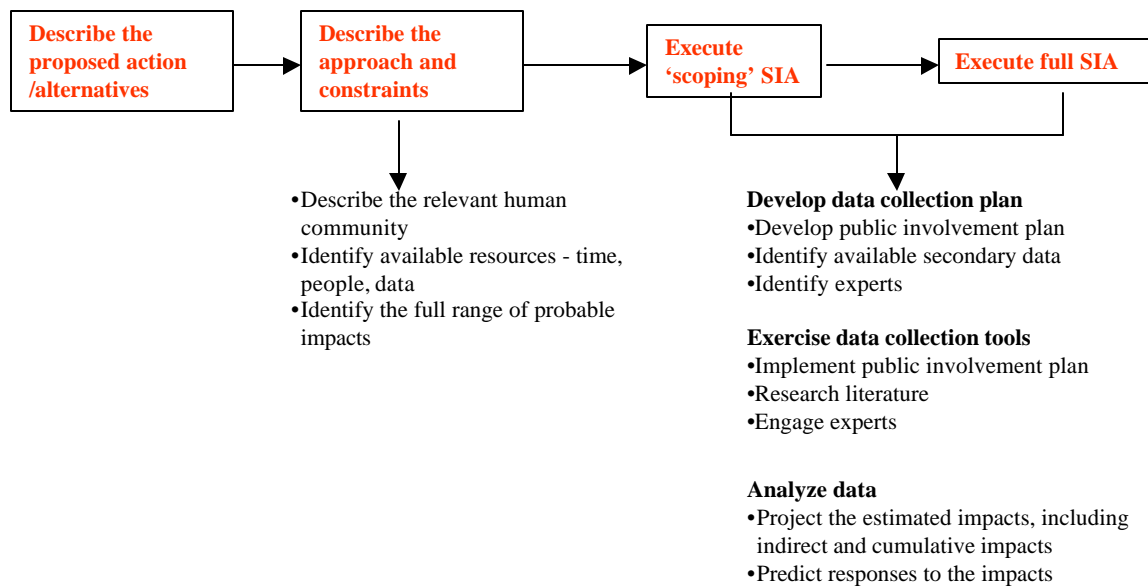 Describe the
proposed action
/alternatives
Describe the
approach and
constraints
Execute
‘scoping’ SIA
Execute full SIA
•Describe the relevant human
community
•Identify available resources - time,
people, data
•Identify the full range of probable
impacts
Develop data collection plan
•Develop public involvement plan
•Identify available secondary data
•Identify experts
Exercise data collection tools
•Implement public involvement plan
•Research literature
•Engage experts
Analyze data
•Project the estimated impacts, including
indirect and cumulative impacts
•Predict responses to the impacts